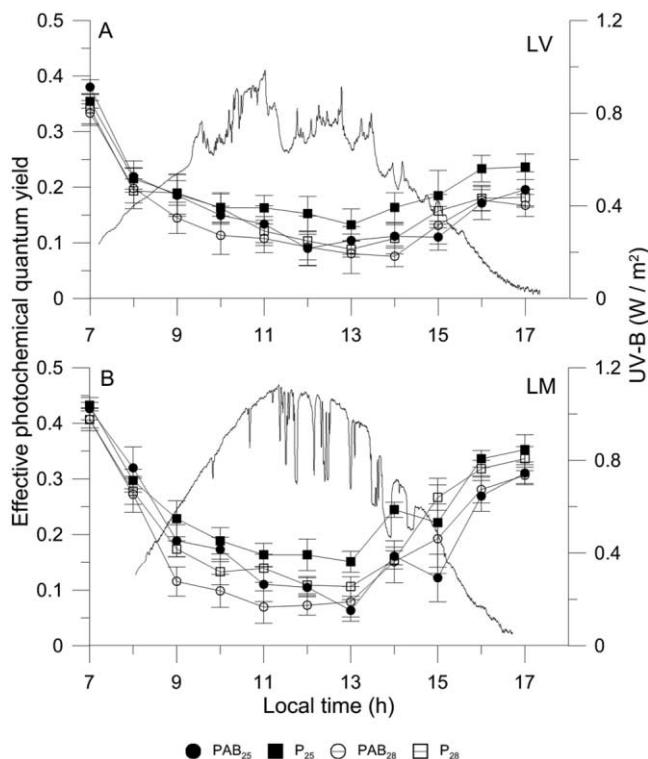 Effective photochemical quantum yield
UV-B (W / m²)
A
LV
0.5
0.4
0.3
0.2
0.1
0
1.2
0.8
0.4
0
7 9 11 13 15 17
B
LM
0.5
0.4
0.3
0.2
0.1
0
1.2
0.8
0.4
0
7 9 11 13 15 17
Local time (h)
PAB₂₅ P₂₅ PAB₂₈ P₂₈